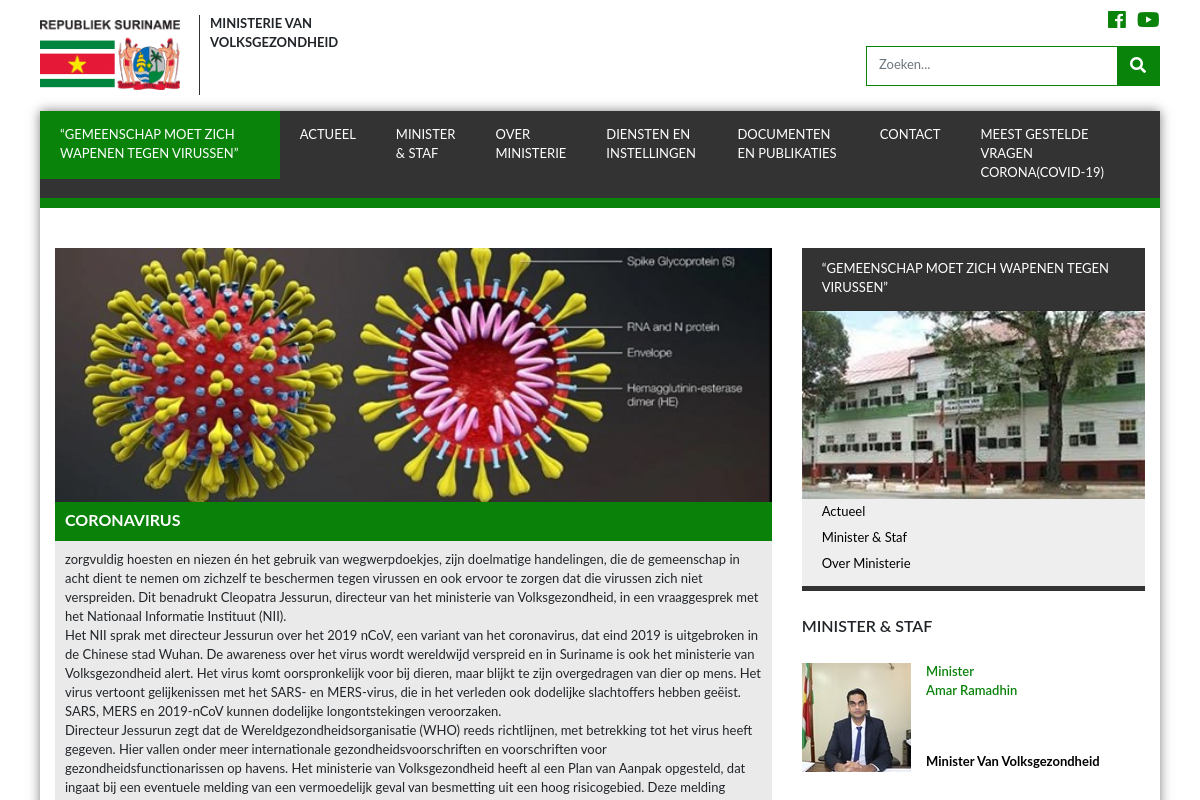 REPUBLIEK SURINAME
MINISTERIE VAN
VOLKSGEZONDHEID
Zoeken...
“GEMEENSCHAP MOET ZICH
WAPENEN TEGEN VIRUSSEN”
ACTUEEL
MINISTER
& STAF
OVER
MINISTERIE
DIENSTEN EN
INSTELLINGEN
DOCUMENTEN
EN PUBLIKATIES
CONTACT
MEEST GESTELDE
VRAGEN
CORONA(COVID-19)
Spike Glycoprotein (S)
RNA and N protein
Envelope
Hemagglutinin-esterase
dimer (HE)
CORONAVIRUS
zorgvuldig hoesten en niezen én het gebruik van wegwerpdoekjes, zijn doelmatige handelingen, die de gemeenschap in
acht dient te nemen om zichzelf te beschermen tegen virussen en ook ervoor te zorgen dat die virussen zich niet
verspreiden. Dit benadrukt Cleopatra Jessurun, directeur van het ministerie van Volksgezondheid, in een vraaggesprek met
het Nationaal Informatie Instituut (NII).
Het NII sprak met directeur Jessurun over het 2019 nCoV, een variant van het coronavirus, dat eind 2019 is uitgebroken in
de Chinese stad Wuhan. De awareness over het virus wordt wereldwijd verspreid en in Suriname is ook het ministerie van
Volksgezondheid alert. Het virus komt oorspronkelijk voor bij dieren, maar blijkt te zijn overgedragen van dier op mens. Het
virus vertoont gelijkenissen met het SARS- en MERS-virus, die in het verleden ook dodelijke slachtoffers hebben geëist.
SARS, MERS en 2019-nCoV kunnen dodelijke longontstekingen veroorzaken.
Directeur Jessurun zegt dat de Wereldgezondheidsorganisatie (WHO) reeds richtlijnen, met betrekking tot het virus heeft
gegeven. Hier vallen onder meer internationale gezondheidsvoorschriften en voorschriften voor
gezondheidsfunctionarissen op havens. Het ministerie van Volksgezondheid heeft al een Plan van Aanpak opgesteld, dat
ingaat bij een eventuele melding van een vermoedelijk geval van besmetting uit een hoog risicogebied. Deze melding
“GEMEENSCHAP MOET ZICH WAPENEN TEGEN
VIRUSSEN”
Actueel
Minister & Staf
Over Ministerie
MINISTER & STAF
Minister
Amar Ramadhin
Minister Van Volksgezondheid